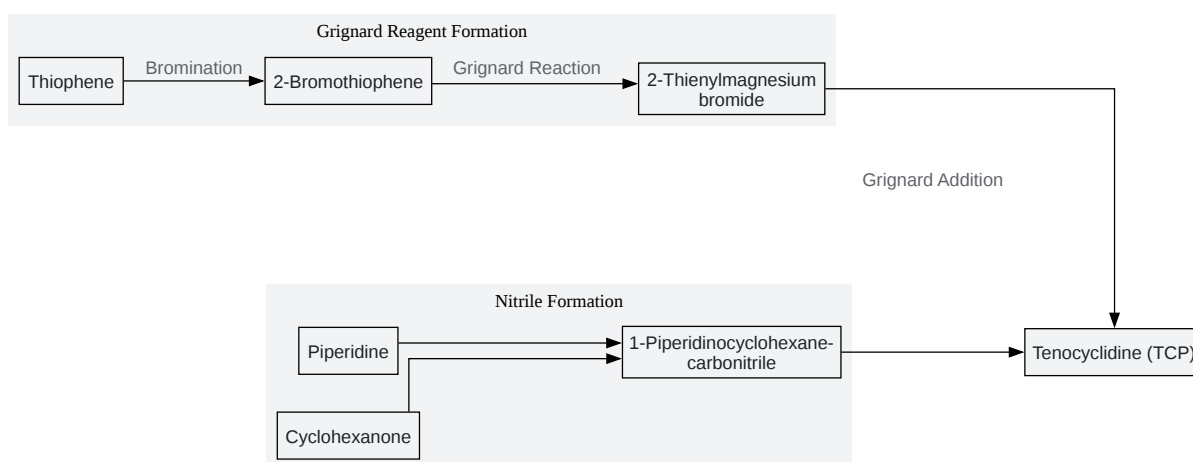 Grignard Reagent Formation
Thiophene
Bromination
2-Bromothiophene
Grignard Reaction
2-Thienylmagnesium
bromide
Grignard Addition
Nitrile Formation
Piperidine
1-Piperidinocyclohexane-
carbonitrile
Tenocyclidine (TCP)
Cyclohexanone